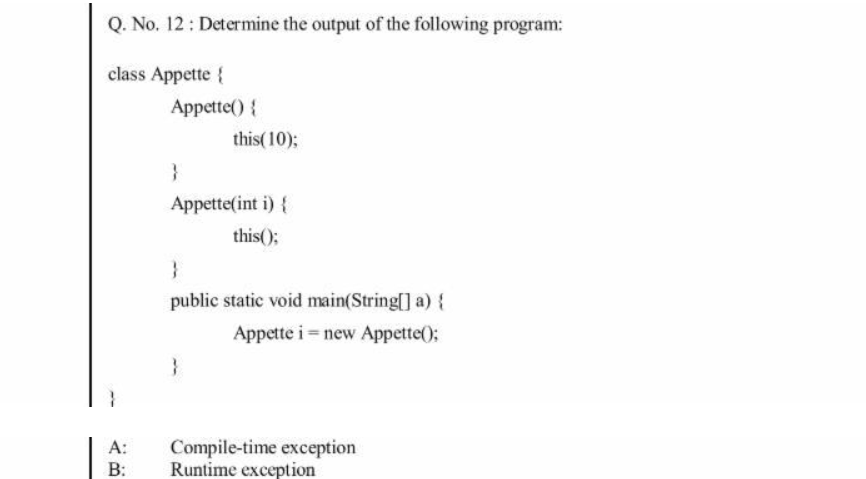 Q. No. 12 : Determine the output of the following program:
class Appette {
Appette() {
this(10);
}
Appette(int i) {
this();
}
public static void main(String[] a) {
Appette i = new Appette();
}
}
A: Compile-time exception
B: Runtime exception